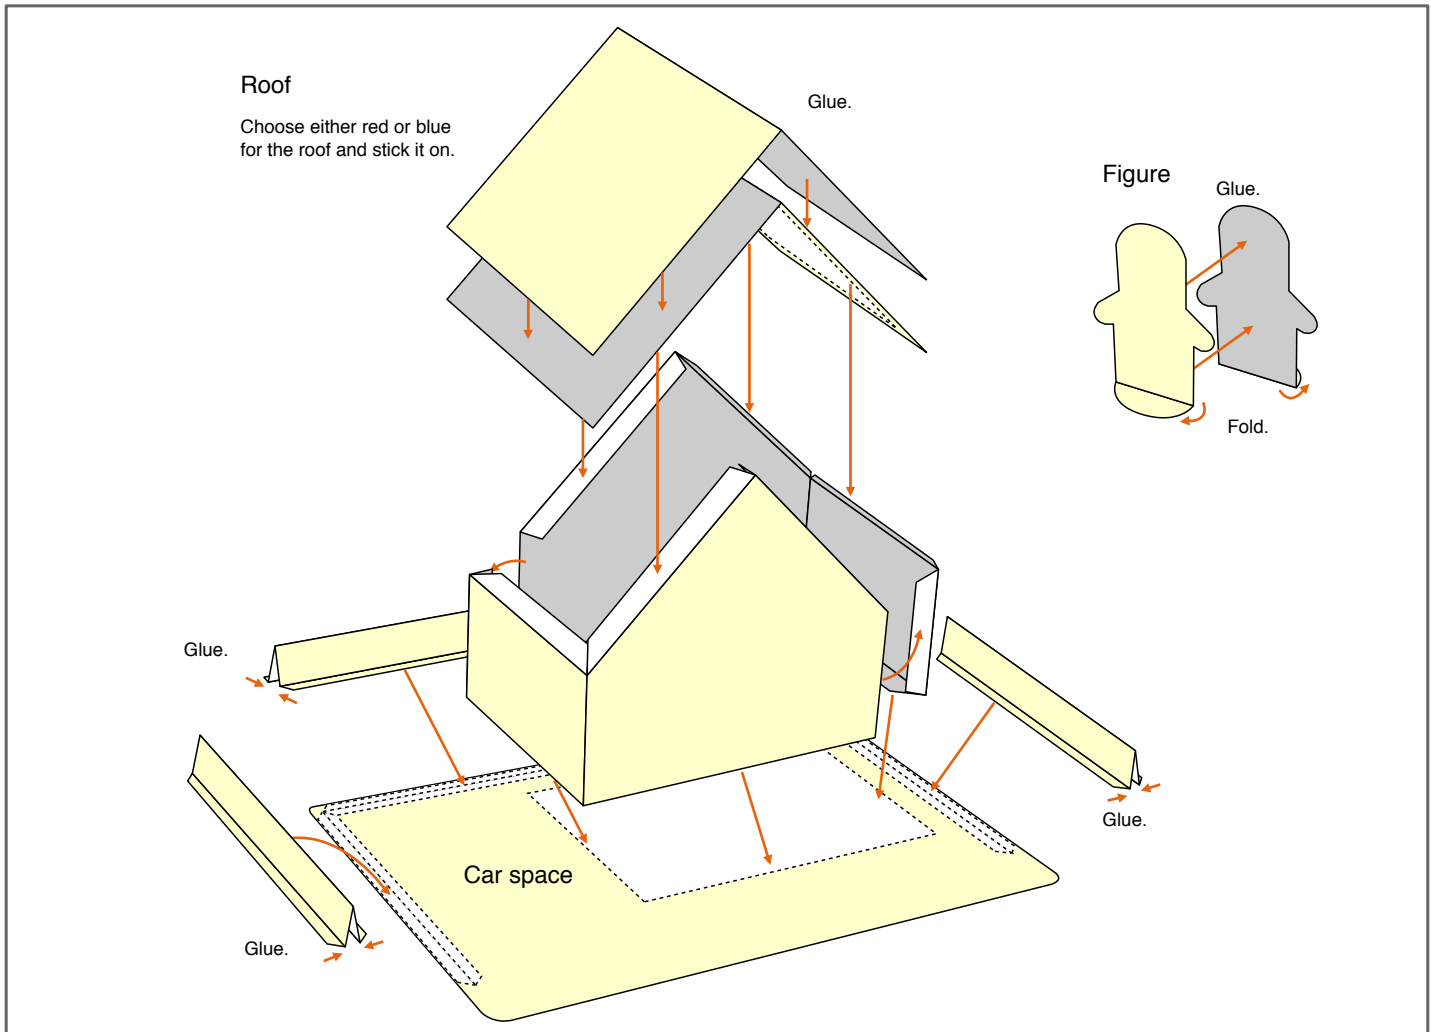 Roof
Choose either red or blue
for the roof and stick it on.
Glue.
Figure
Glue.
Fold.
Glue.
Glue.
Car space
Glue.